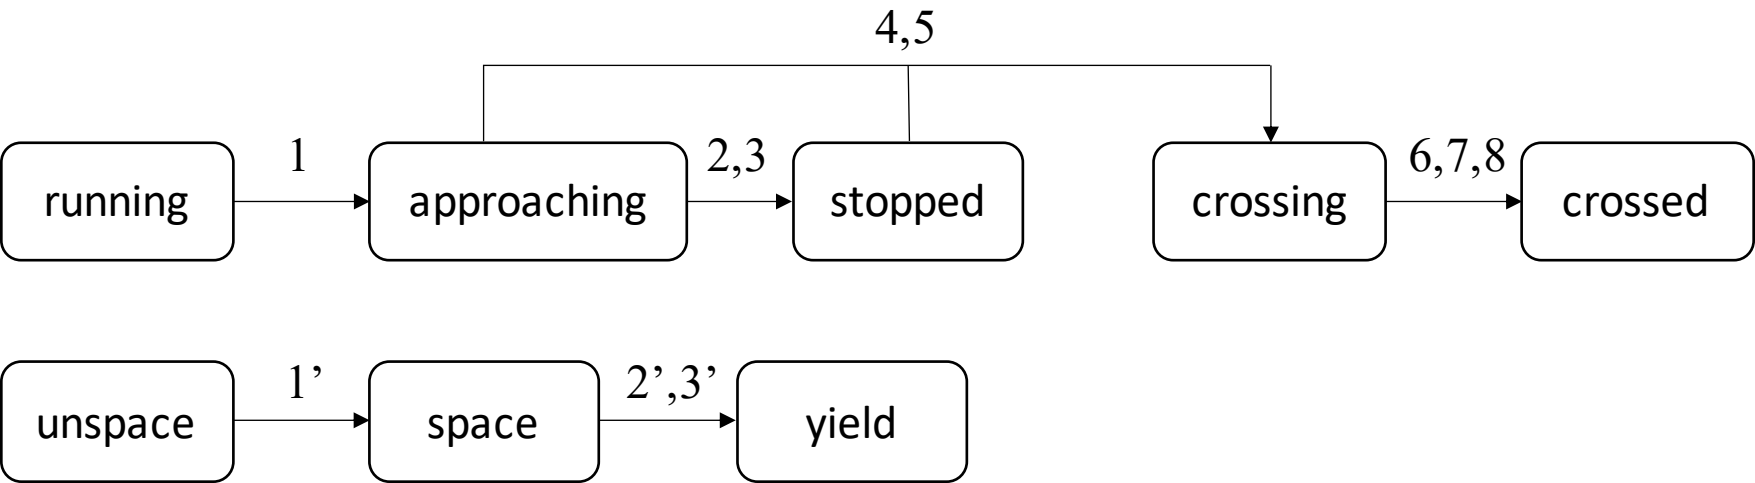 4,5
running
1
approaching
2,3
stopped
crossing
6,7,8
crossed
unspace
1’
space
2’,3’
yield